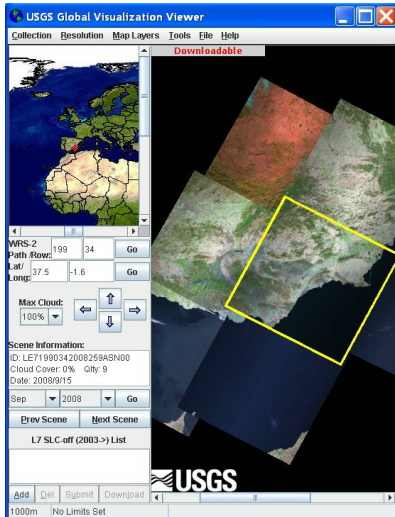 USGS Global Visualization Viewer
Collection Resolution Map Layers Tools File Help
Downloadable
WRS-2
Path /Row: 199 34 Go
Lat/
Long: 37.5 -1.6 Go
Max Cloud:
100%
Scene Information:
ID: LE71990342008259ASN00
Cloud Cover: 0% Qlty: 9
Date: 2008/9/15
Sep 2008 Go
Prev Scene Next Scene
L7 SLC-off (2003->) List
USGS
Add Del Submit Download
1000m No Limits Set